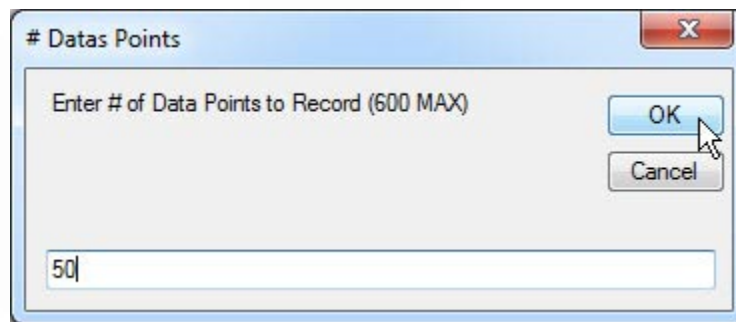 # Datas Points
Enter # of Data Points to Record (600 MAX)
OK
Cancel
50